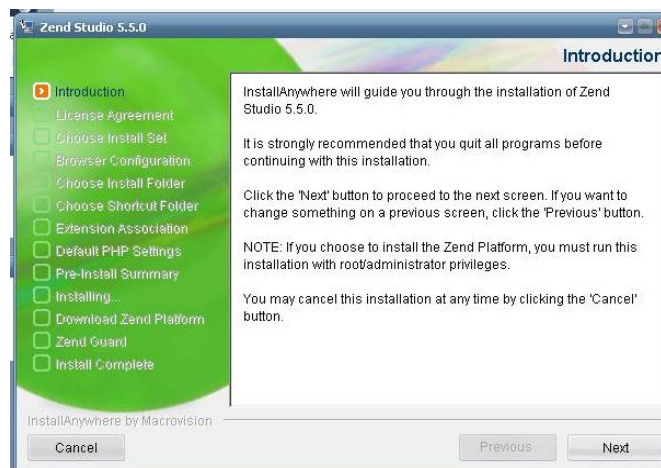 Zend Studio 5.5.0
Introduction
Introduction
License Agreement
Choose Install Set
Browser Configuration
Choose Install Folder
Choose Shortcut Folder
Extension Association
Default PHP Settings
Pre-Install Summary
Installing...
Download Zend Platform
Zend Guard
Install Complete
InstallAnywhere will guide you through the installation of Zend
Studio 5.5.0.
It is strongly recommended that you quit all programs before
continuing with this installation.
Click the 'Next' button to proceed to the next screen. If you want to
change something on a previous screen, click the 'Previous' button.
NOTE: If you choose to install the Zend Platform, you must run this
installation with root/administrator privileges.
You may cancel this installation at any time by clicking the 'Cancel'
button.
InstallAnywhere by Macrovision
Cancel
Previous
Next